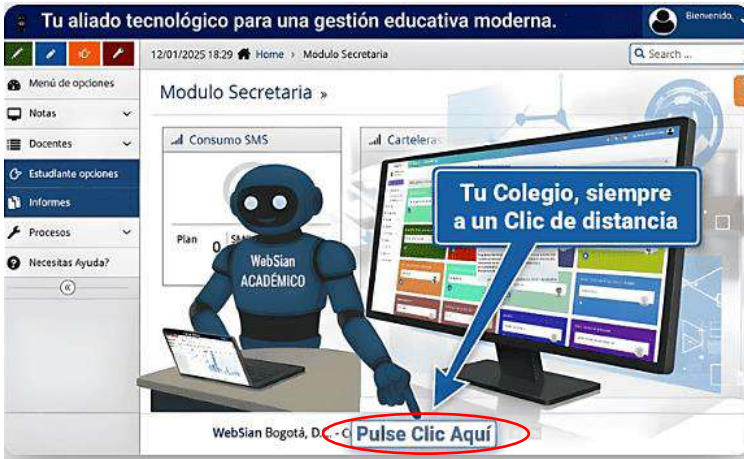 Tu aliado tecnológico para una gestión educativa moderna.
Bienvenido.
12/01/2025 18:29 Home › Modulo Secretaria
Search ...
Menú de opciones
Notas
Docentes
Estudiante opciones
Informes
Procesos
Necesitas Ayuda?
Modulo Secretaria »
Consumo SMS
Carteleras
Plan
0
WebSian
ACADÉMICO
Tu Colegio, siempre
a un Clic de distancia
WebSian Bogotá, D.C. - C
Pulse Clic Aquí